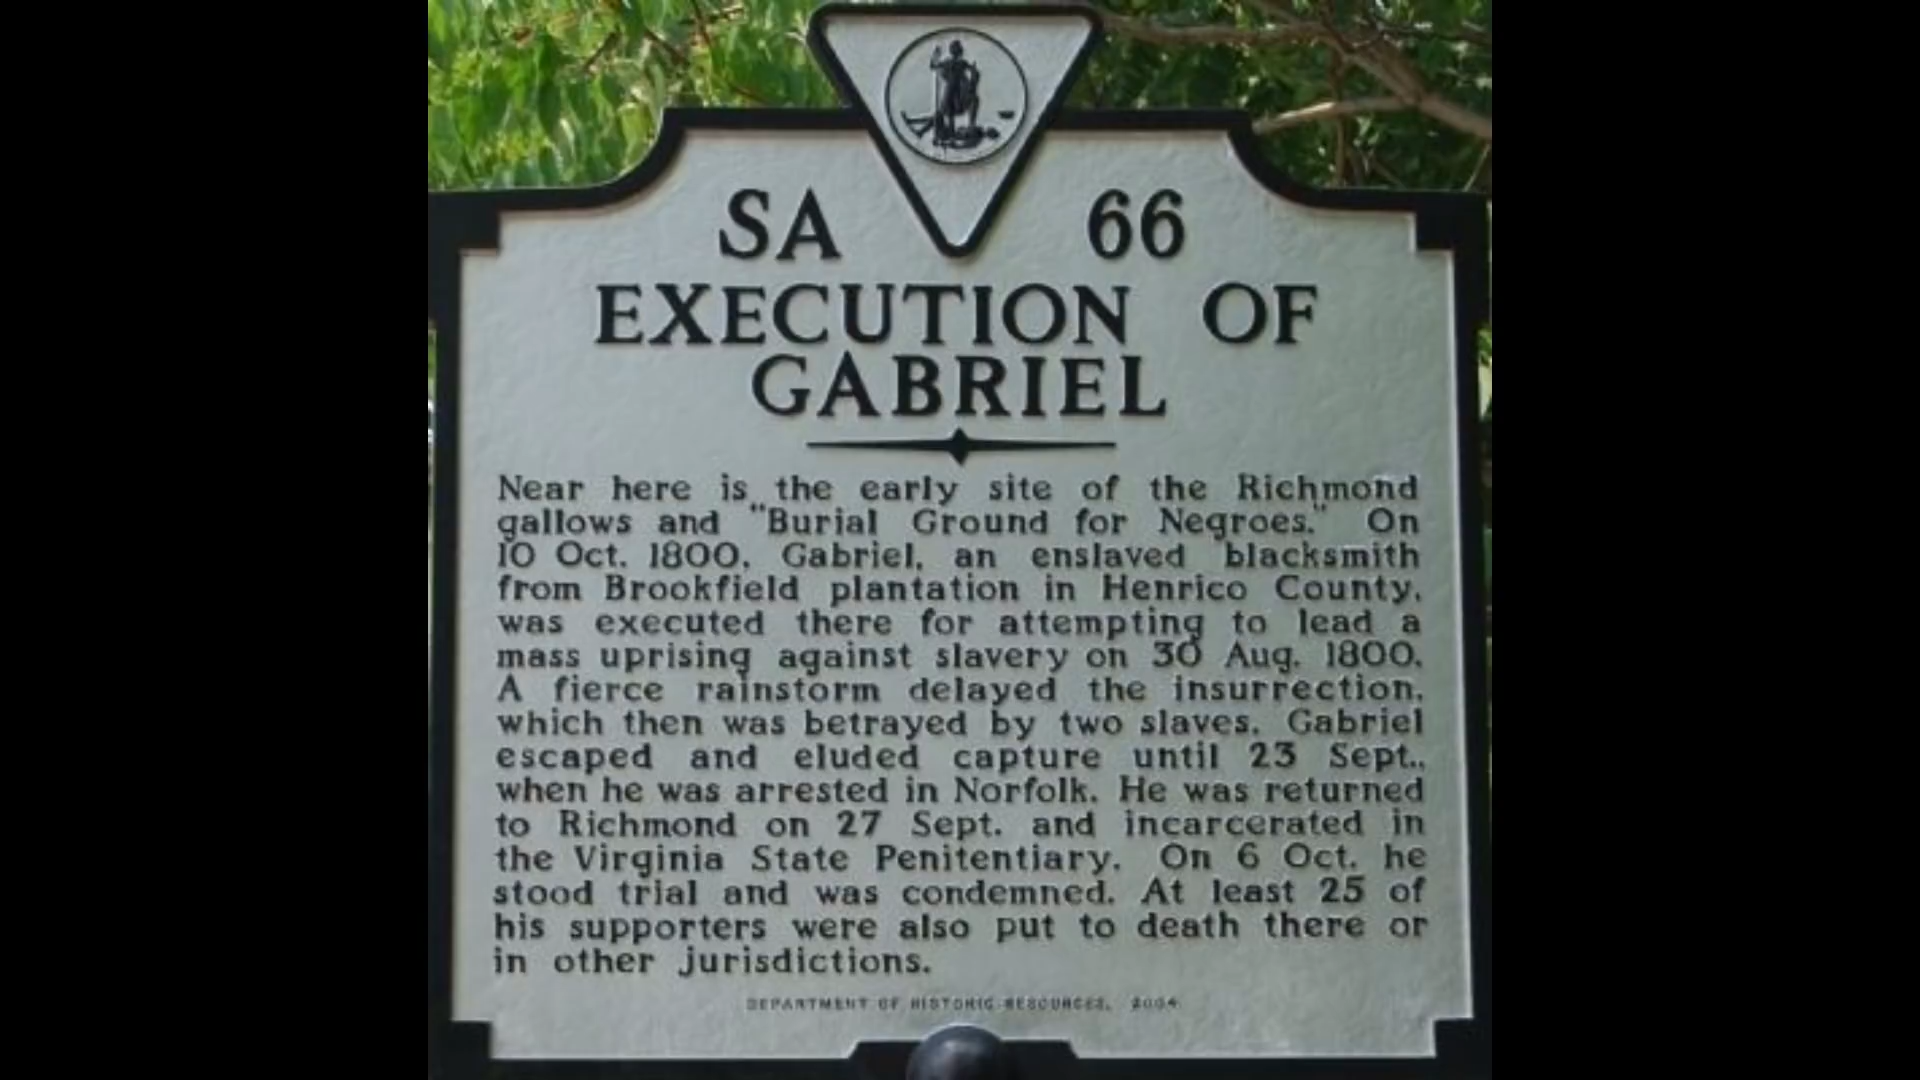 SA 66
EXECUTION OF
GABRIEL
Near here is the early site of the Richmond
gallows and "Burial Ground for Negroes." On
10 Oct. 1800, Gabriel, an enslaved blacksmith
from Brookfield plantation in Henrico County,
was executed there for attempting to lead a
mass uprising against slavery on 30 Aug. 1800.
A fierce rainstorm delayed the insurrection,
which then was betrayed by two slaves. Gabriel
escaped and eluded capture until 23 Sept.,
when he was arrested in Norfolk. He was returned
to Richmond on 27 Sept. and incarcerated in
the Virginia State Penitentiary. On 6 Oct. he
stood trial and was condemned. At least 25 of
his supporters were also put to death there or
in other jurisdictions.
DEPARTMENT OF HISTORIC RESOURCES, 2004